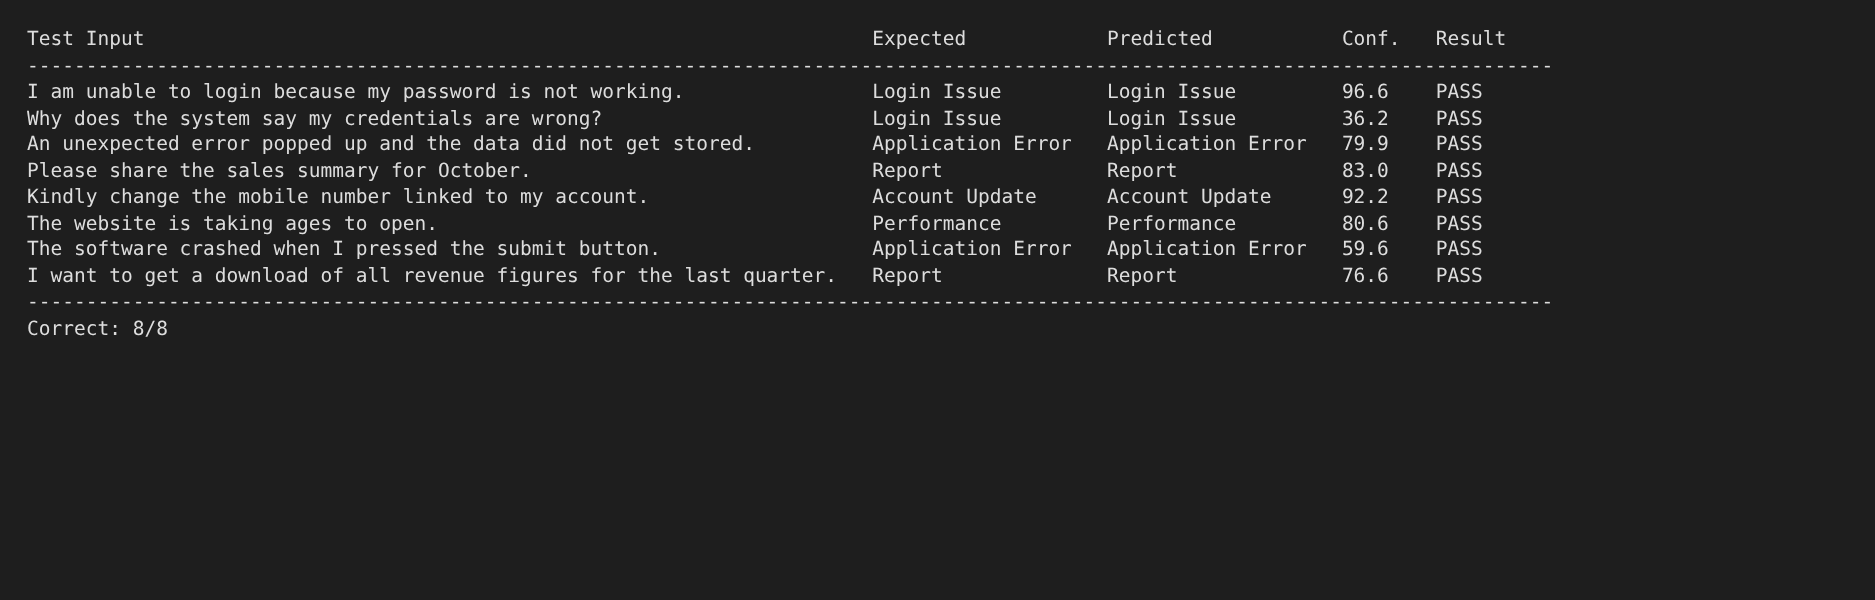 Test Input                                                              Expected            Predicted           Conf.   Result
----------------------------------------------------------------------------------------------------------------------------------
I am unable to login because my password is not working.                Login Issue         Login Issue         96.6    PASS
Why does the system say my credentials are wrong?                       Login Issue         Login Issue         36.2    PASS
An unexpected error popped up and the data did not get stored.          Application Error   Application Error   79.9    PASS
Please share the sales summary for October.                             Report              Report              83.0    PASS
Kindly change the mobile number linked to my account.                   Account Update      Account Update      92.2    PASS
The website is taking ages to open.                                     Performance         Performance         80.6    PASS
The software crashed when I pressed the submit button.                  Application Error   Application Error   59.6    PASS
I want to get a download of all revenue figures for the last quarter.   Report              Report              76.6    PASS
----------------------------------------------------------------------------------------------------------------------------------
Correct: 8/8